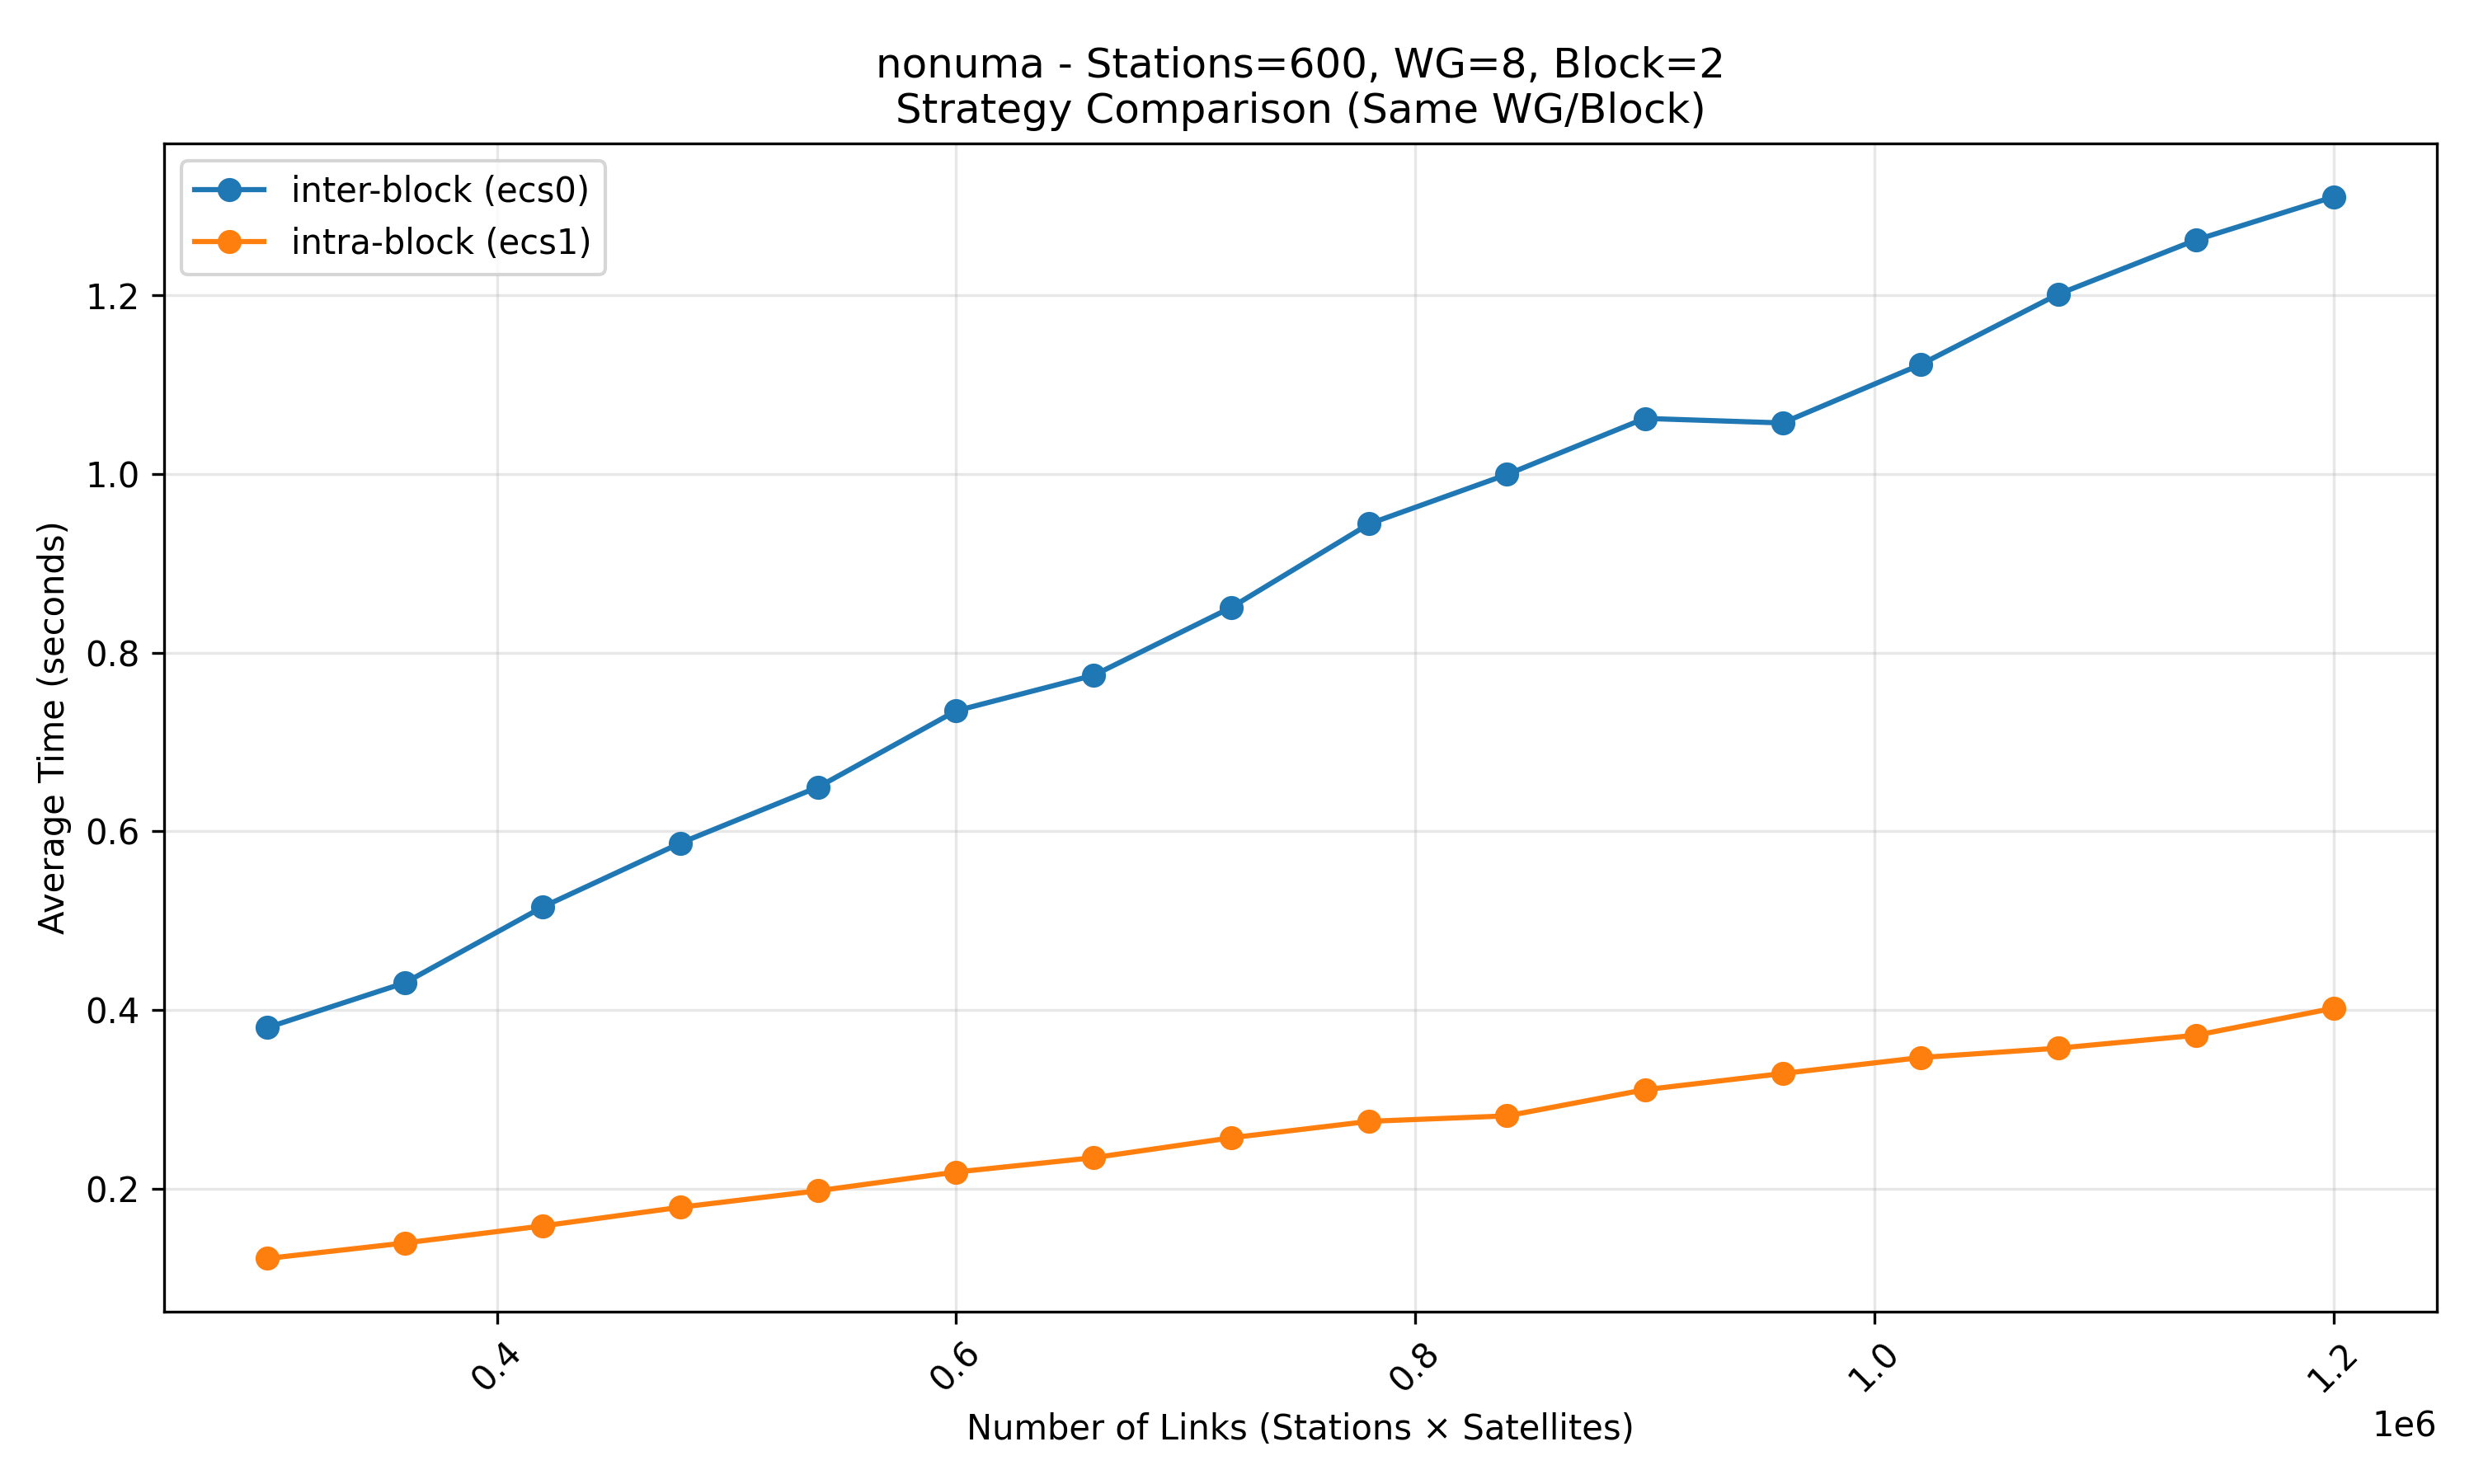 nonuma - Stations=600, WG=8, Block=2
Strategy Comparison (Same WG/Block)
inter-block (ecs0)
intra-block (ecs1)
Average Time (seconds)
1.2
1.0
0.8
0.6
0.4
0.2
0.4
0.6
0.8
1.0
1.2
1e6
Number of Links (Stations × Satellites)